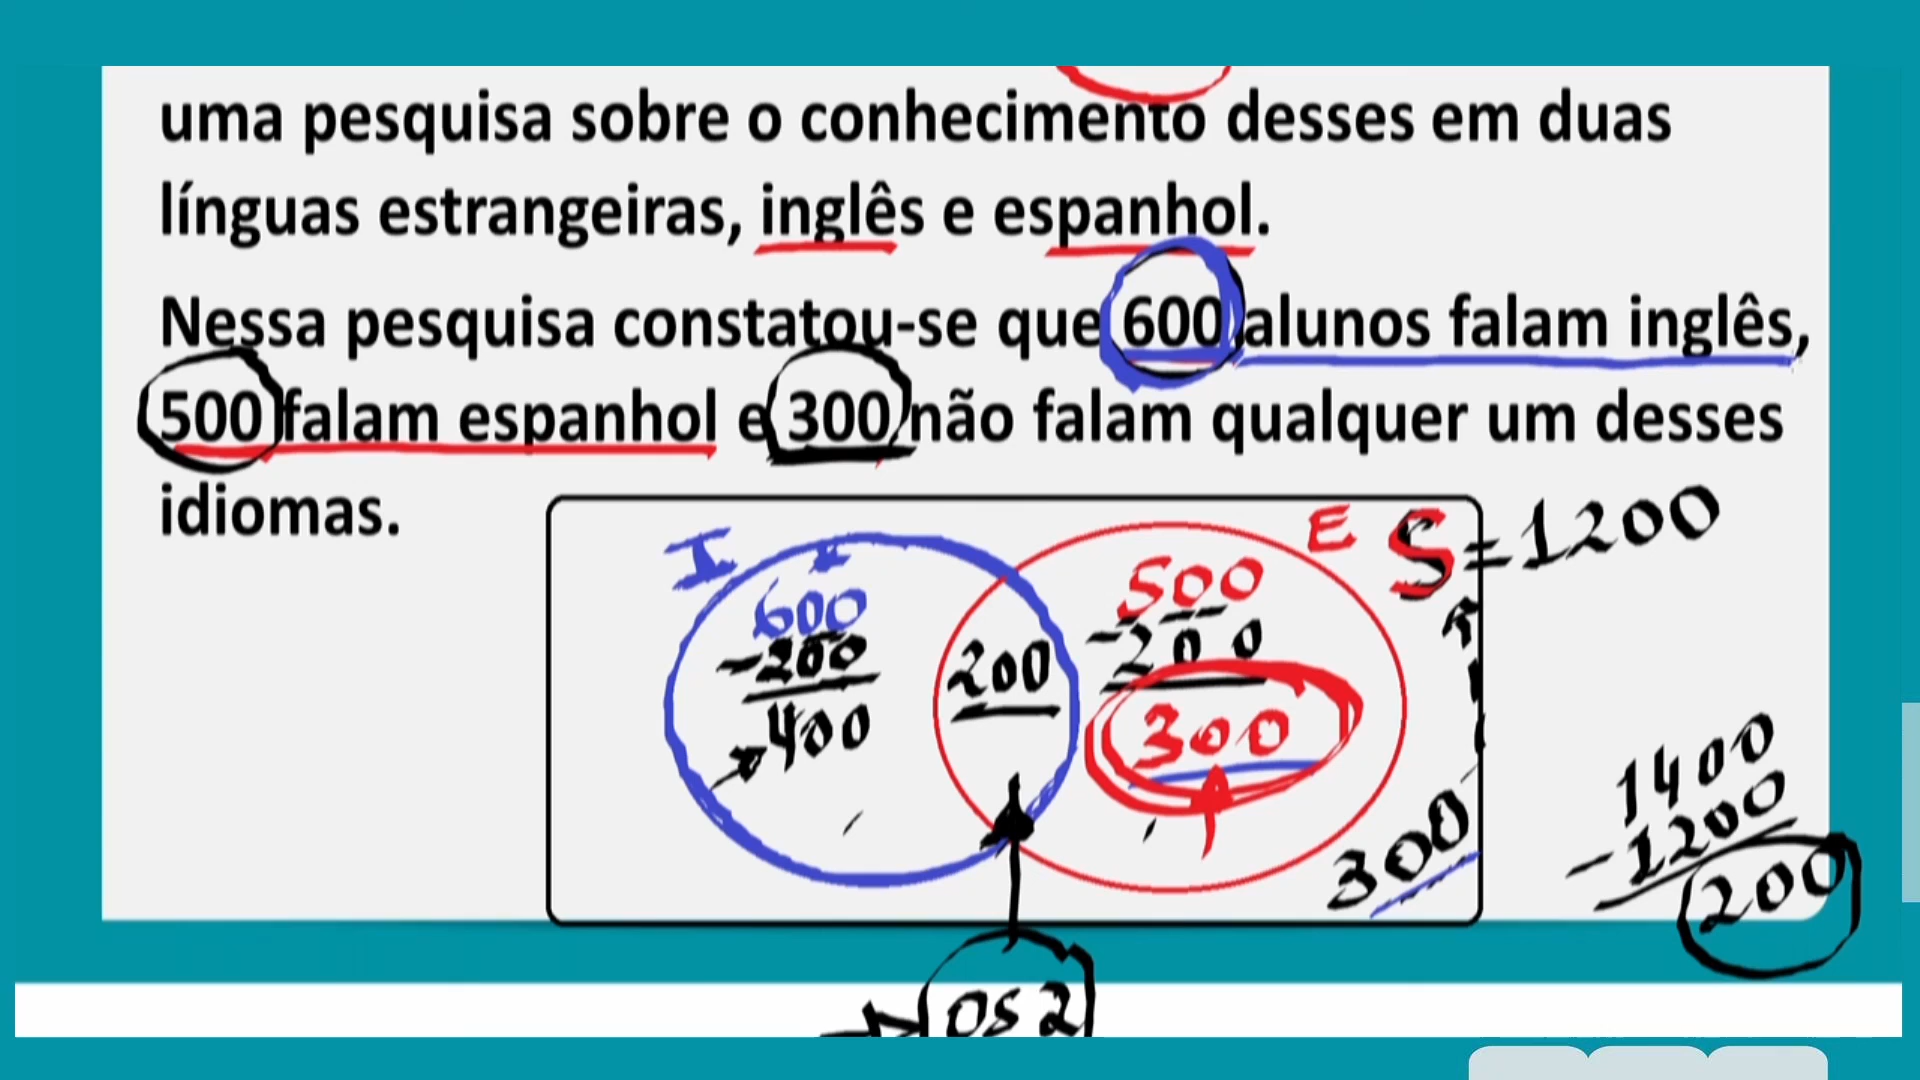 uma pesquisa sobre o conhecimento desses em duas
línguas estrangeiras, inglês e espanhol.
Nessa pesquisa constatou-se que 600 alunos falam inglês,
500 falam espanhol e 300 não falam qualquer um desses
idiomas.
I
I
600
-200
400
200
E
500
-200
300
S=1200
300
1400
-1200
200
OS 2